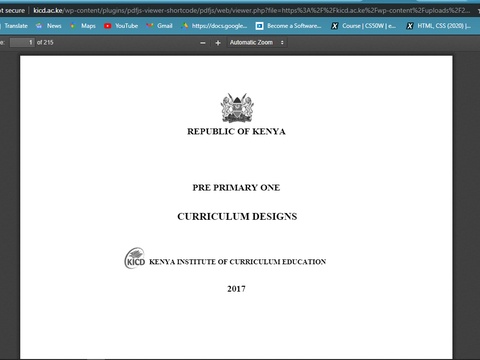 ot secure | kicd.ac.ke/wp-content/plugins/pdfjs-viewer-shortcode/pdfjs/web/viewer.php?file=https%3A%2F%2Fkicd.ac.ke%2Fwp-content%2Fuploads%2F2...
Translate News Maps YouTube Gmail https://docs.google... Become a Software... Course | CS50W | e... HTML, CSS (2020) |...
e: 1 of 215 − + Automatic Zoom
REPUBLIC OF KENYA
PRE PRIMARY ONE
CURRICULUM DESIGNS
KICD KENYA INSTITUTE OF CURRICULUM EDUCATION
2017